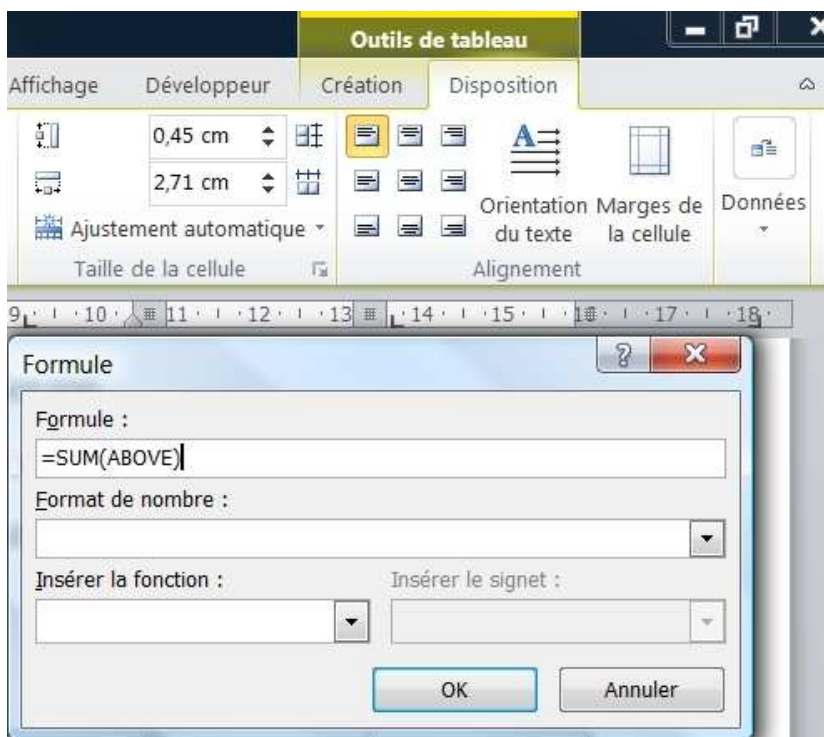 Outils de tableau
Affichage Développeur Création Disposition
0,45 cm
2,71 cm
Ajustement automatique
Orientation du texte
Marges de la cellule
Données
Taille de la cellule
Alignement
9 10 11 12 13 14 15 16 17 18
Formule
?
Formule :
=SUM(ABOVE)
Format de nombre :
Insérer la fonction : Insérer le signet :
OK Annuler